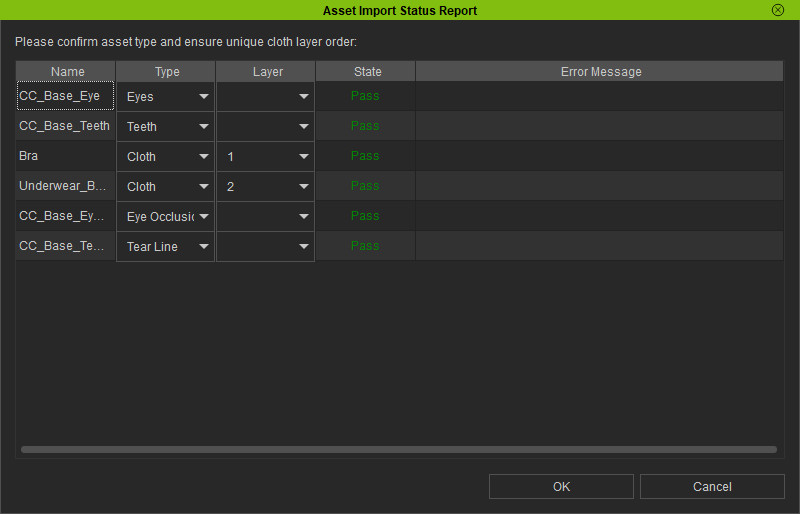 Asset Import Status Report
Please confirm asset type and ensure unique cloth layer order:
Name Type Layer State Error Message
CC_Base_Eye Eyes Pass
CC_Base_Teeth Teeth Pass
Bra Cloth 1 Pass
Underwear_B... Cloth 2 Pass
CC_Base_Ey... Eye Occlusic Pass
CC_Base_Te... Tear Line Pass
OK Cancel